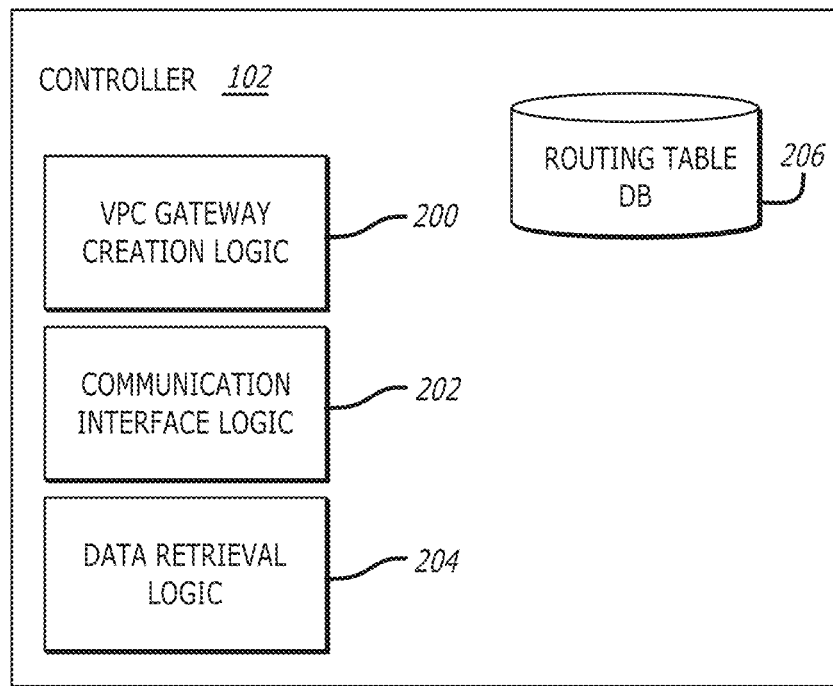 CONTROLLER 102
VPC GATEWAY
CREATION LOGIC
200
COMMUNICATION
INTERFACE LOGIC
202
DATA RETRIEVAL
LOGIC
204
ROUTING TABLE
DB
206